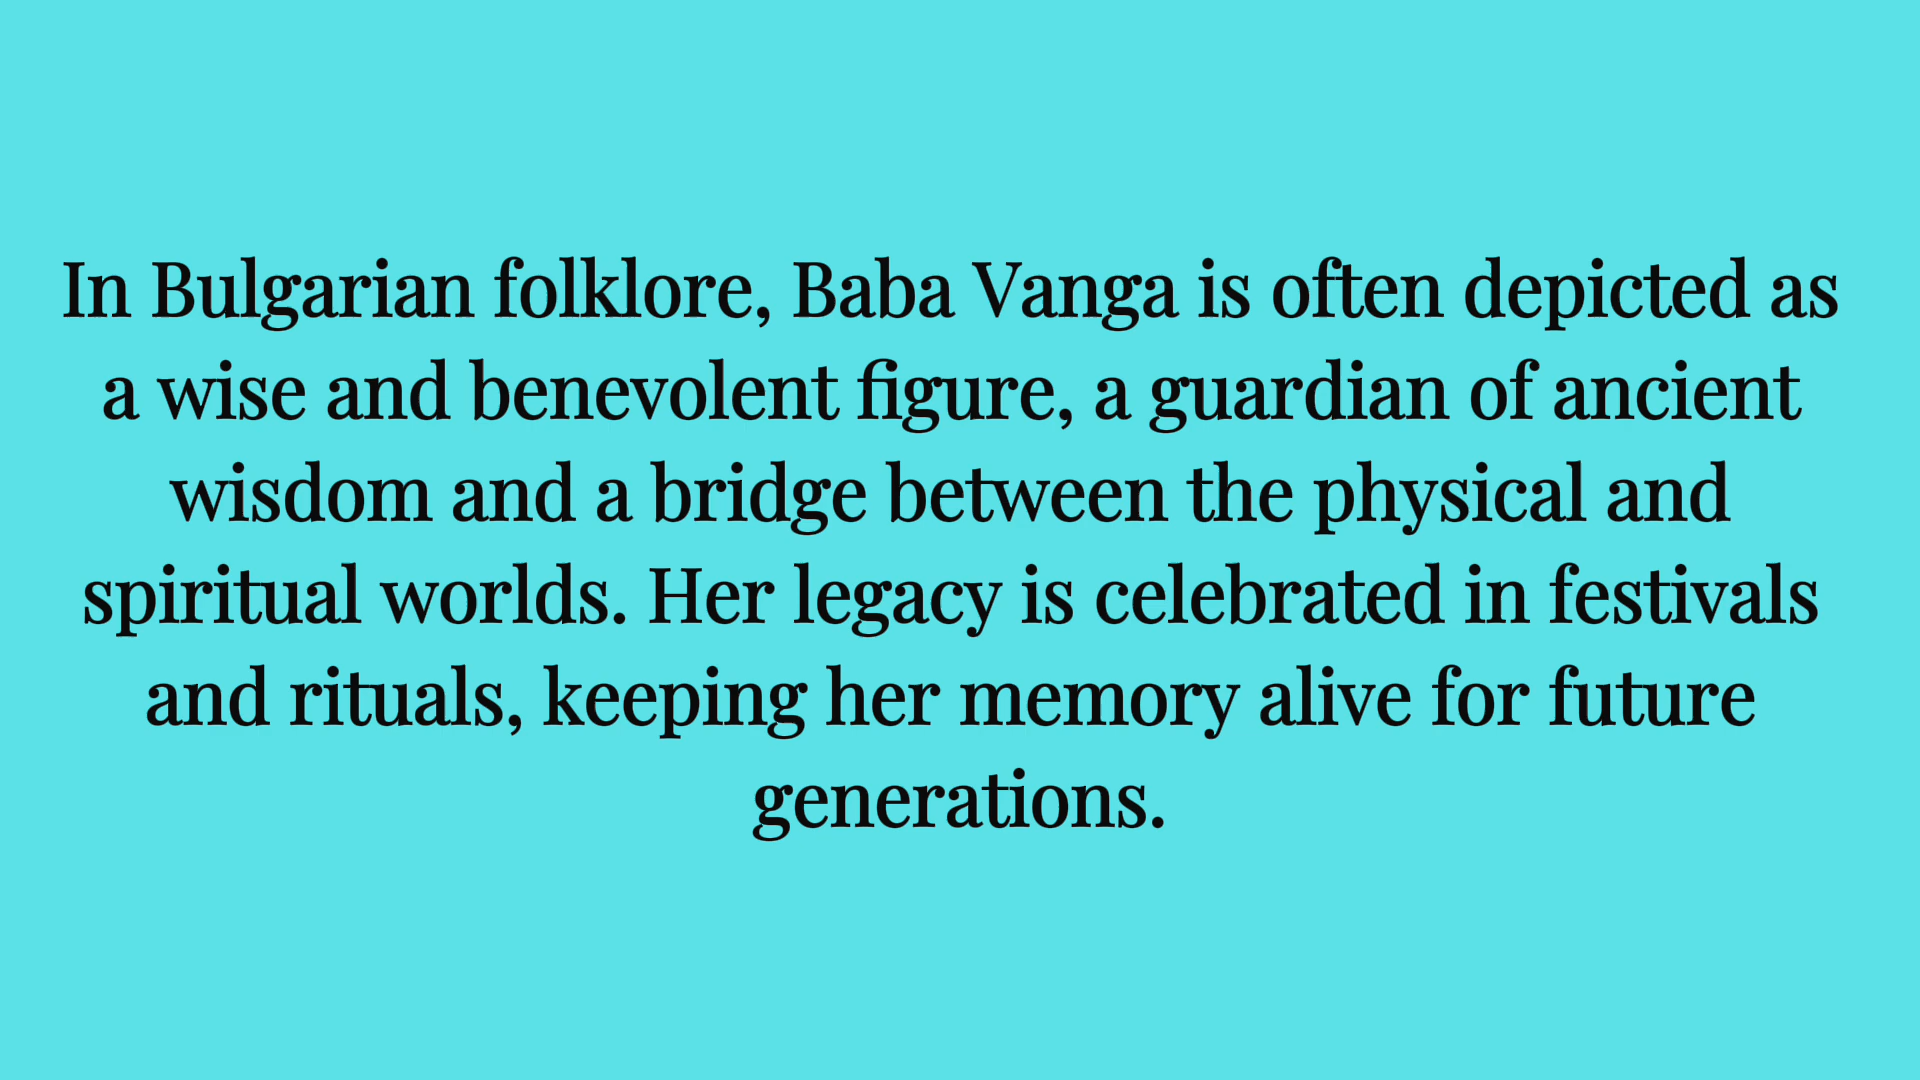 In Bulgarian folklore, Baba Vanga is often depicted as
a wise and benevolent figure, a guardian of ancient
wisdom and a bridge between the physical and
spiritual worlds. Her legacy is celebrated in festivals
and rituals, keeping her memory alive for future
generations.